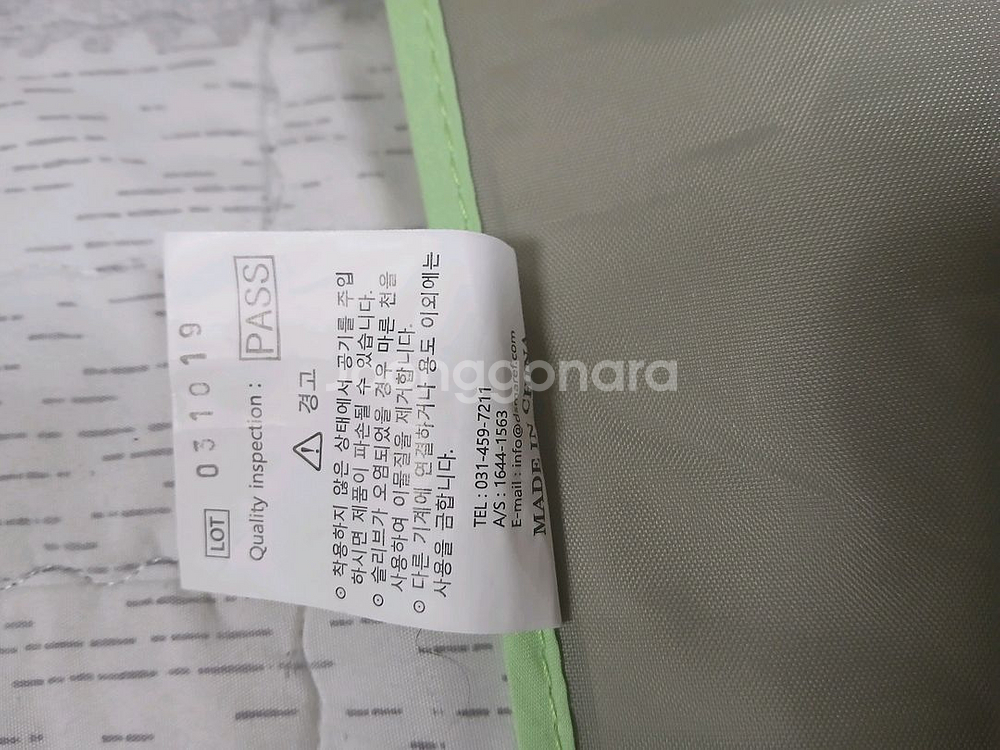 LOT 031019
Quality inspection : PASS
경고
⊙ 착용하지 않은 상태에서 공기를 주입
하시면 제품이 파손될 수 있습니다.
⊙ 슬리브가 오염되었을 경우 마른 천을
사용하여 이물질을 제거합니다.
⊙ 다른 기계에 연결하거나 용도 이외에는
사용을 금합니다.
TEL : 031-459-7211
A/S : 1644-1563
E-mail :
MADE IN CHINA
Joonggonara